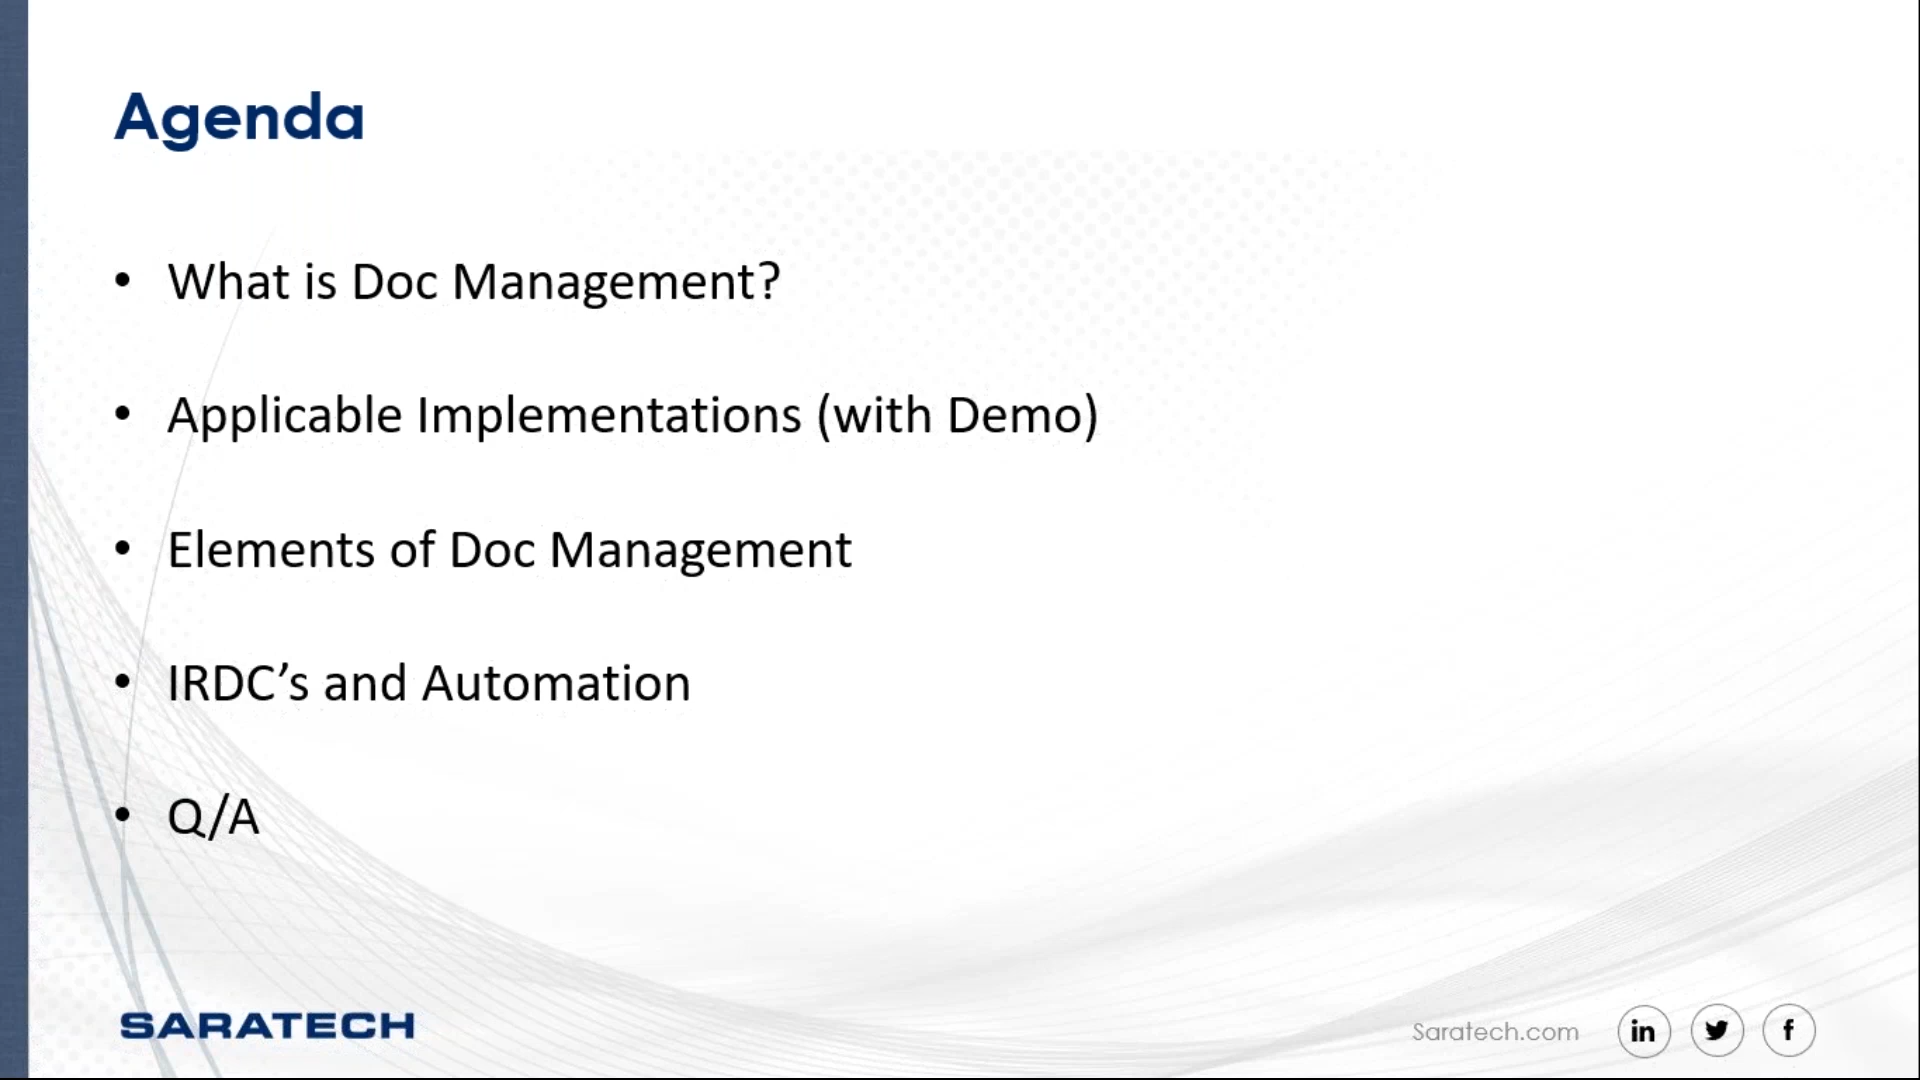 Agenda
• What is Doc Management?
• Applicable Implementations (with Demo)
• Elements of Doc Management
• IRDC’s and Automation
• Q/A
SARATECH
Saratech.com in f